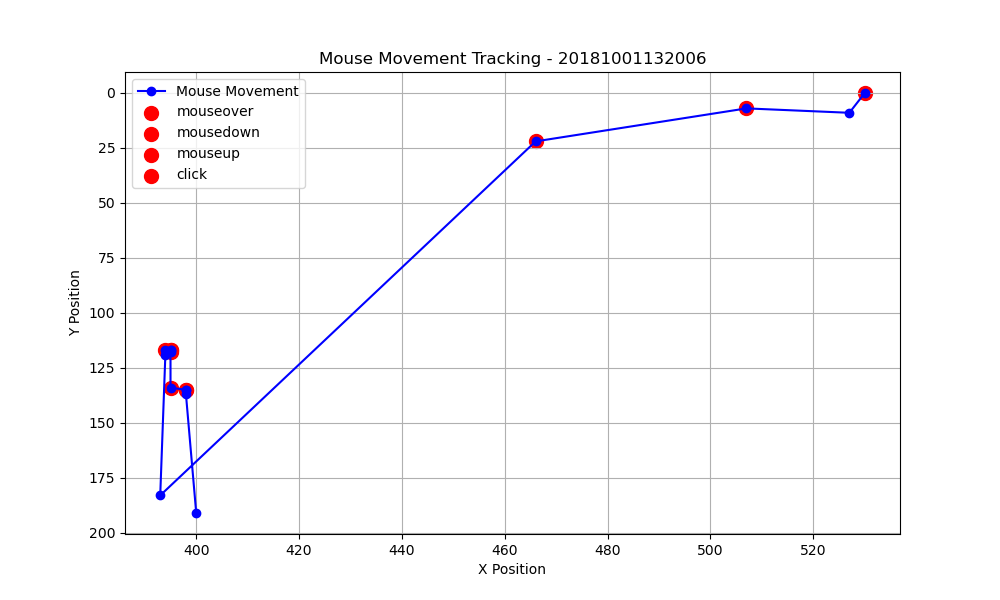 Mouse Movement Tracking - 20181001132006
Mouse Movement
mouseover
mousedown
mouseup
click
0
25
50
75
100
125
150
175
200
Y Position
400 420 440 460 480 500 520
X Position